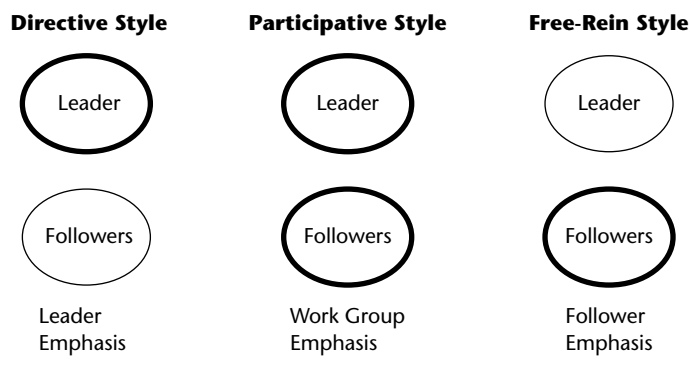 Directive Style
Participative Style
Free-Rein Style
Leader
Leader
Leader
Followers
Followers
Followers
Leader
Emphasis
Work Group
Emphasis
Follower
Emphasis